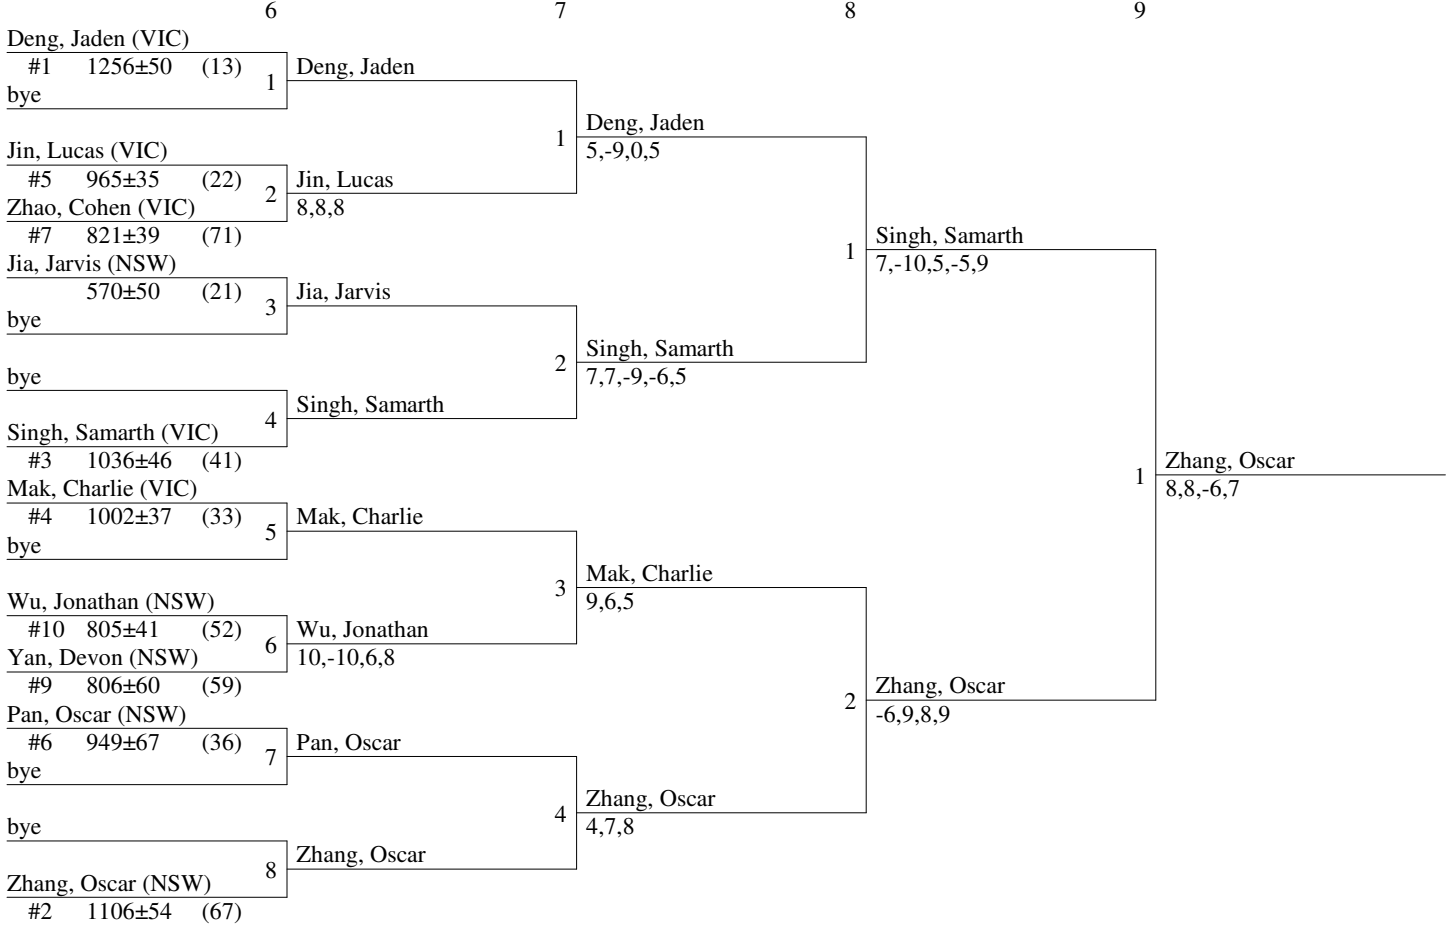 6 7 8 9
Deng, Jaden (VIC)
#1 1256±50 (13)
bye
1
Deng, Jaden
Jin, Lucas (VIC)
#5 965±35 (22)
Zhao, Cohen (VIC)
#7 821±39 (71)
2
Jin, Lucas
8,8,8
1
Deng, Jaden
5,-9,0,5
Jia, Jarvis (NSW)
570±50 (21)
bye
3
Jia, Jarvis
bye
Singh, Samarth (VIC)
#3 1036±46 (41)
4
Singh, Samarth
2
Singh, Samarth
7,7,-9,-6,5
1
Singh, Samarth
7,-10,5,-5,9
Mak, Charlie (VIC)
#4 1002±37 (33)
bye
5
Mak, Charlie
Wu, Jonathan (NSW)
#10 805±41 (52)
Yan, Devon (NSW)
#9 806±60 (59)
6
Wu, Jonathan
10,-10,6,8
3
Mak, Charlie
9,6,5
Pan, Oscar (NSW)
#6 949±67 (36)
bye
7
Pan, Oscar
bye
Zhang, Oscar (NSW)
#2 1106±54 (67)
8
Zhang, Oscar
4
Zhang, Oscar
4,7,8
2
Zhang, Oscar
-6,9,8,9
1
Zhang, Oscar
8,8,-6,7